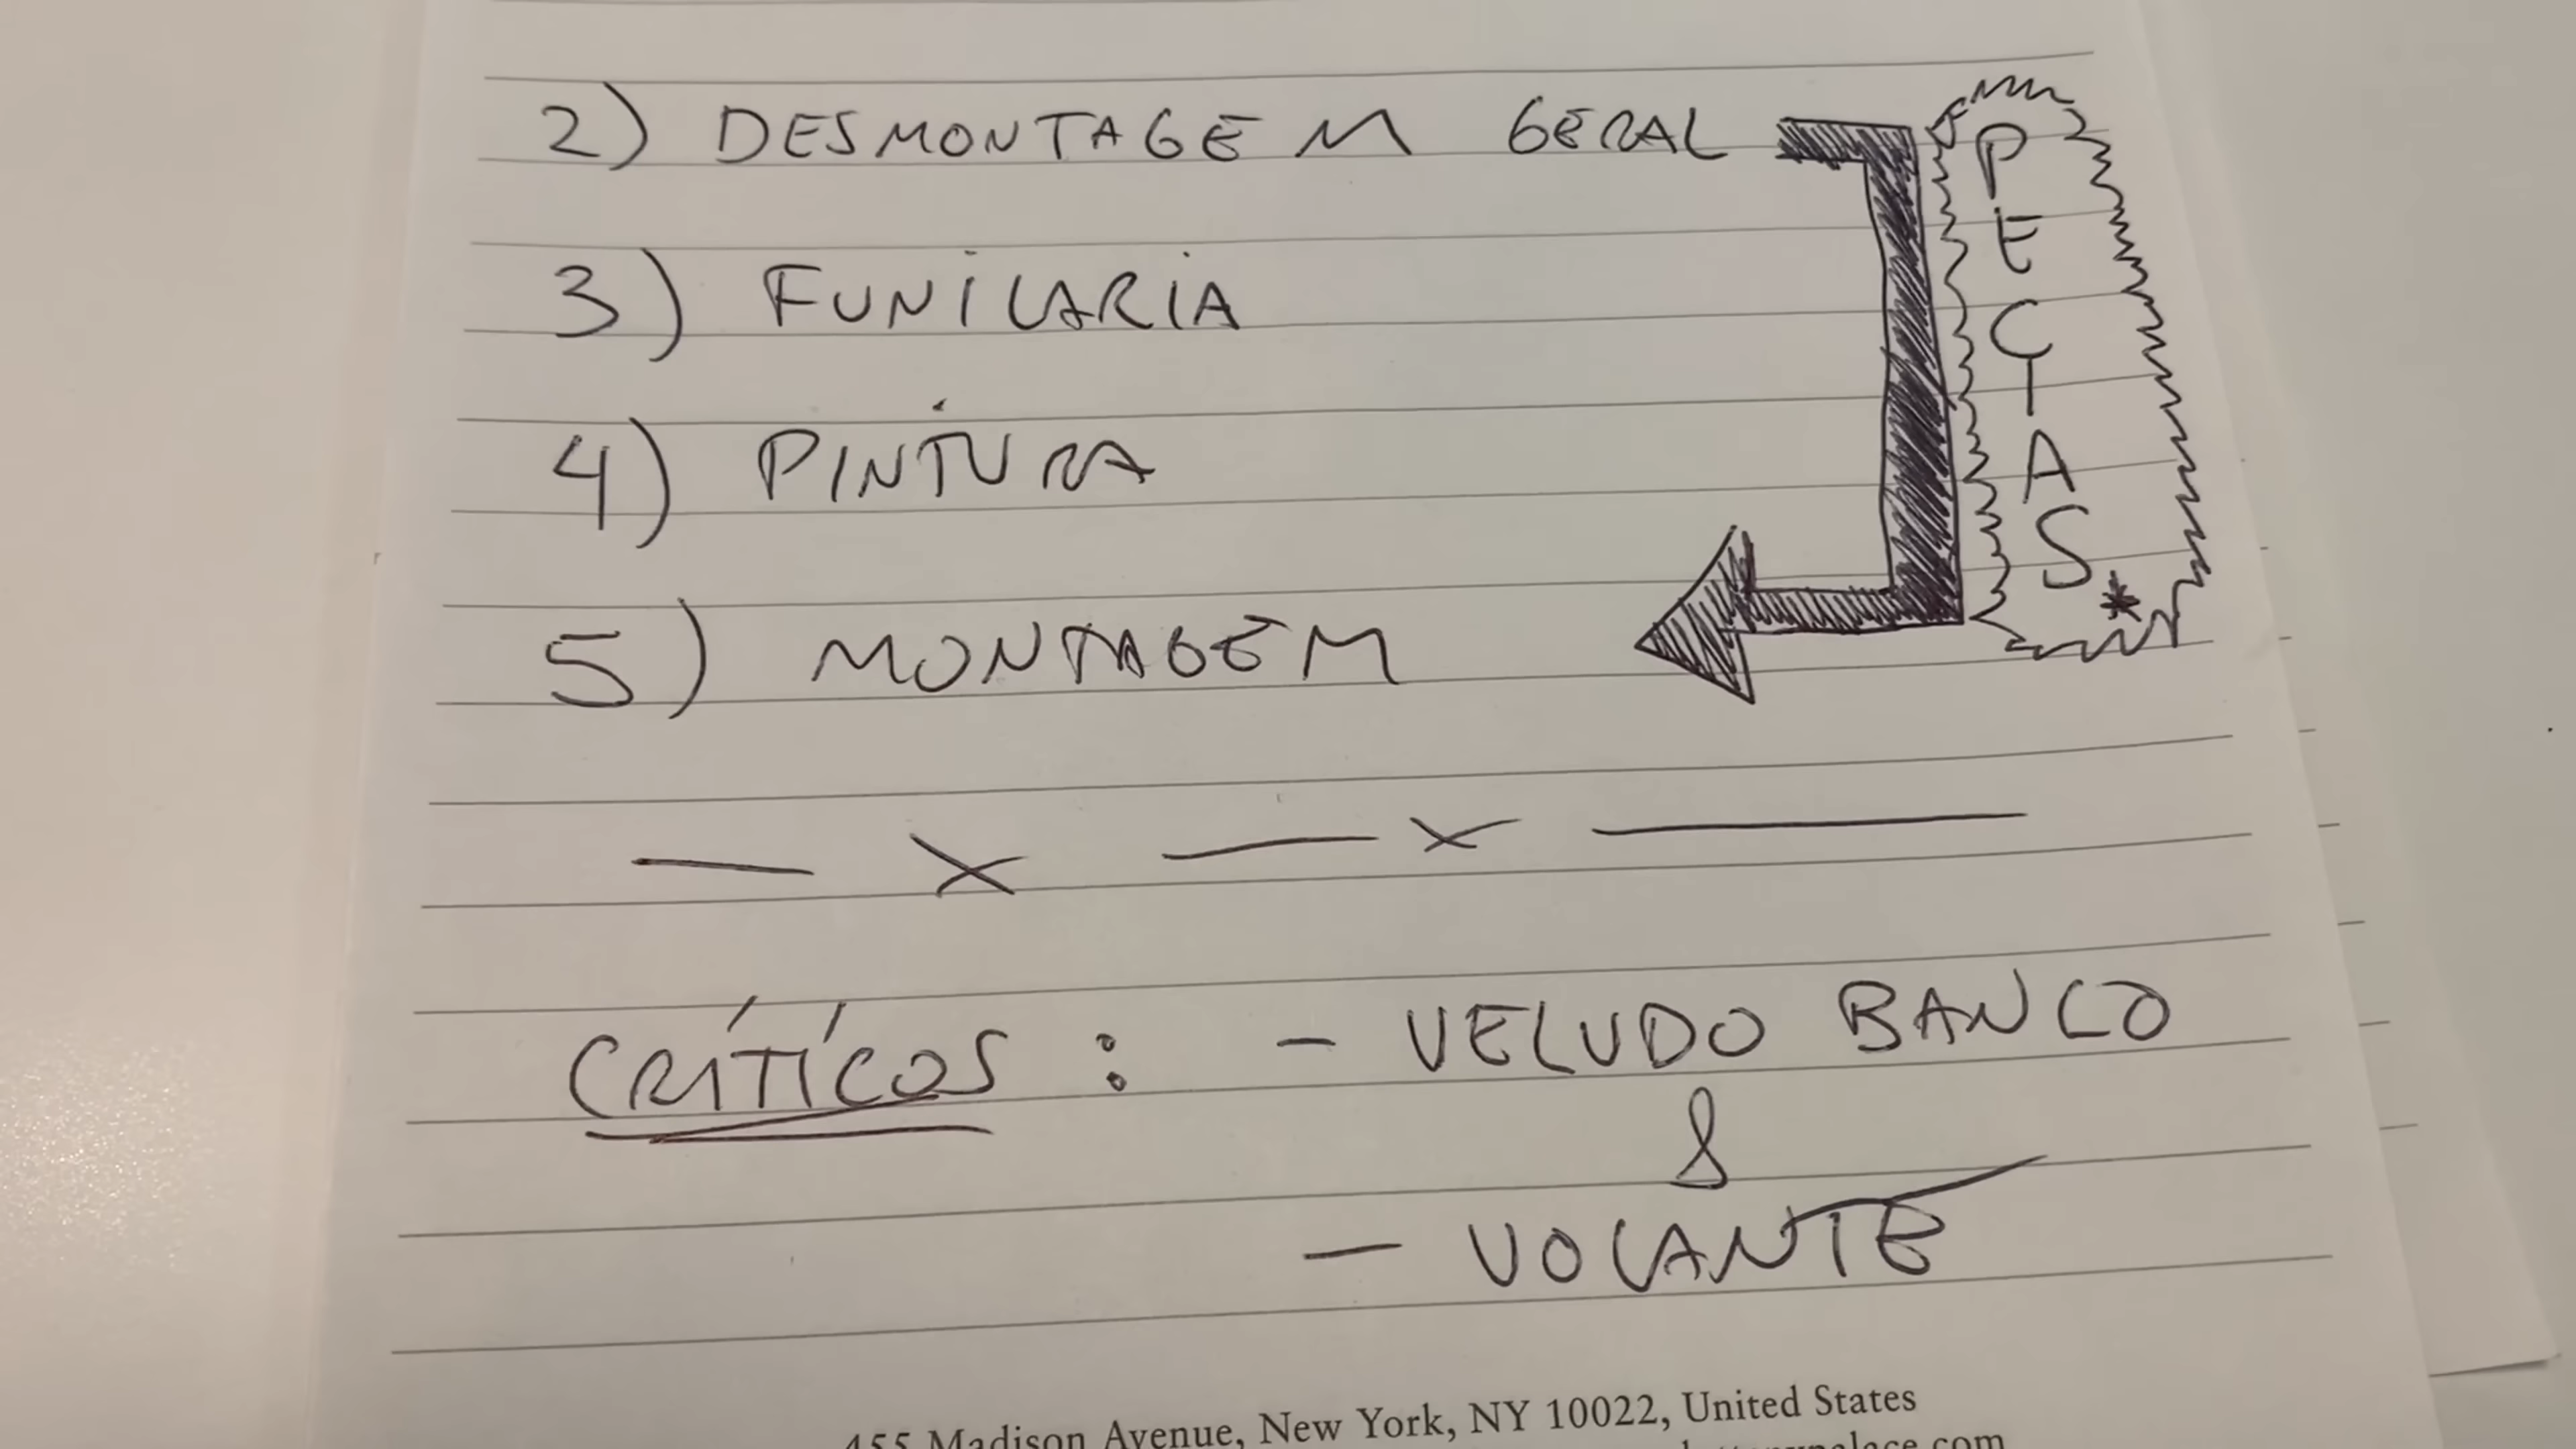 2) DESMONTAGEM GERAL
3) FUNILARIA
4) PINTURA
5) MONTAGEM
PEÇAS *
— x — x —
CRÍTÍCOS : - VELUDO BANCO
&
- VOLANTE
455 Madison Avenue, New York, NY 10022, United States